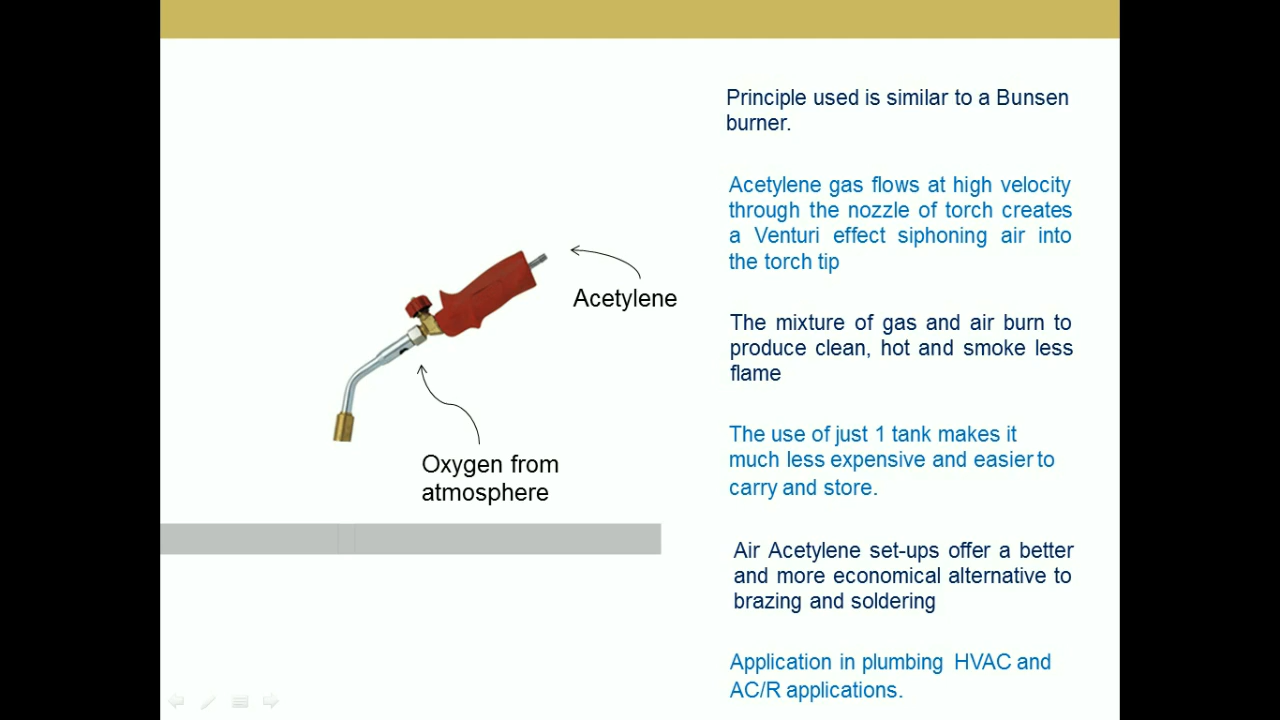 Principle used is similar to a Bunsen
burner.
Acetylene gas flows at high velocity
through the nozzle of torch creates
a Venturi effect siphoning air into
the torch tip
Acetylene
The mixture of gas and air burn to
produce clean, hot and smoke less
flame
The use of just 1 tank makes it
much less expensive and easier to
carry and store.
Oxygen from
atmosphere
Air Acetylene set-ups offer a better
and more economical alternative to
brazing and soldering
Application in plumbing HVAC and
AC/R applications.